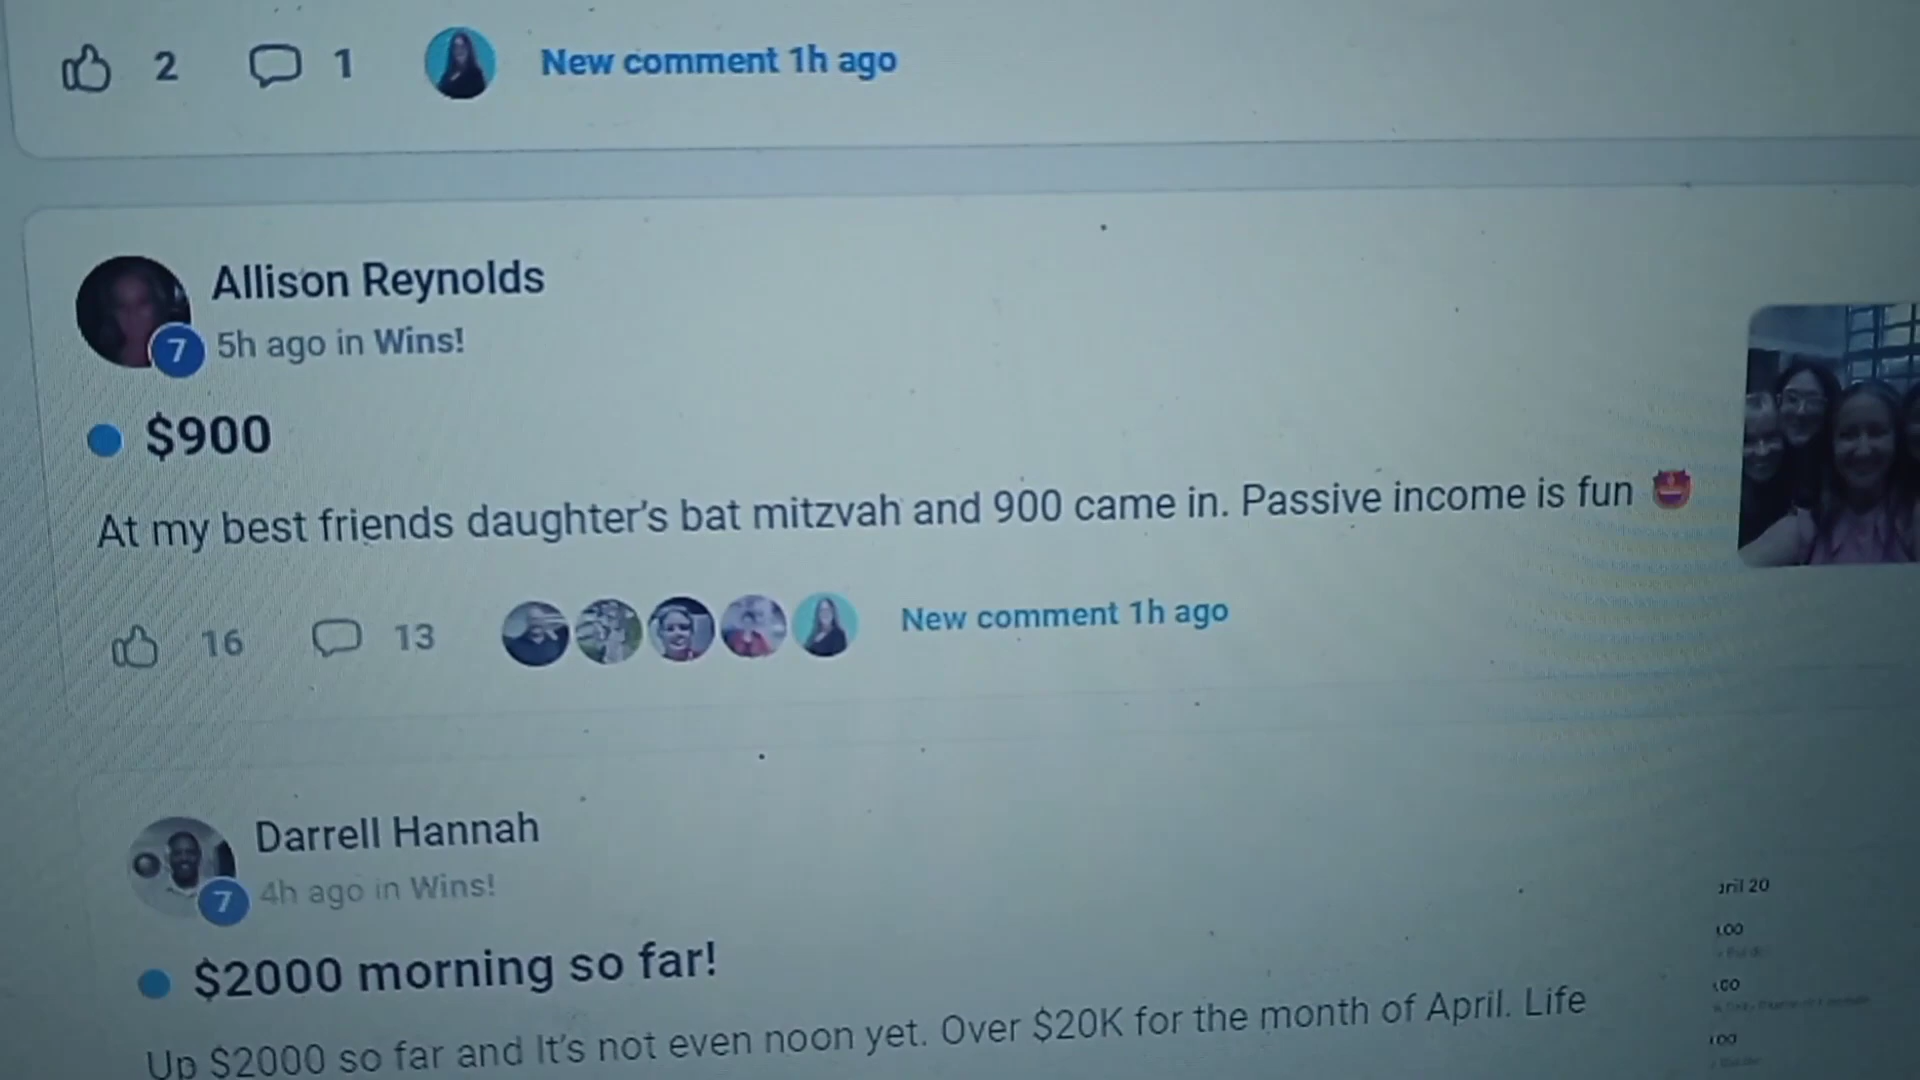 2 1 New comment 1h ago
Allison Reynolds
7 5h ago in Wins!
$900
At my best friends daughter's bat mitzvah and 900 came in. Passive income is fun
16 13 New comment 1h ago
Darrell Hannah
7 4h ago in Wins!
$2000 morning so far!
Up $2000 so far and It's not even noon yet. Over $20K for the month of April. Life